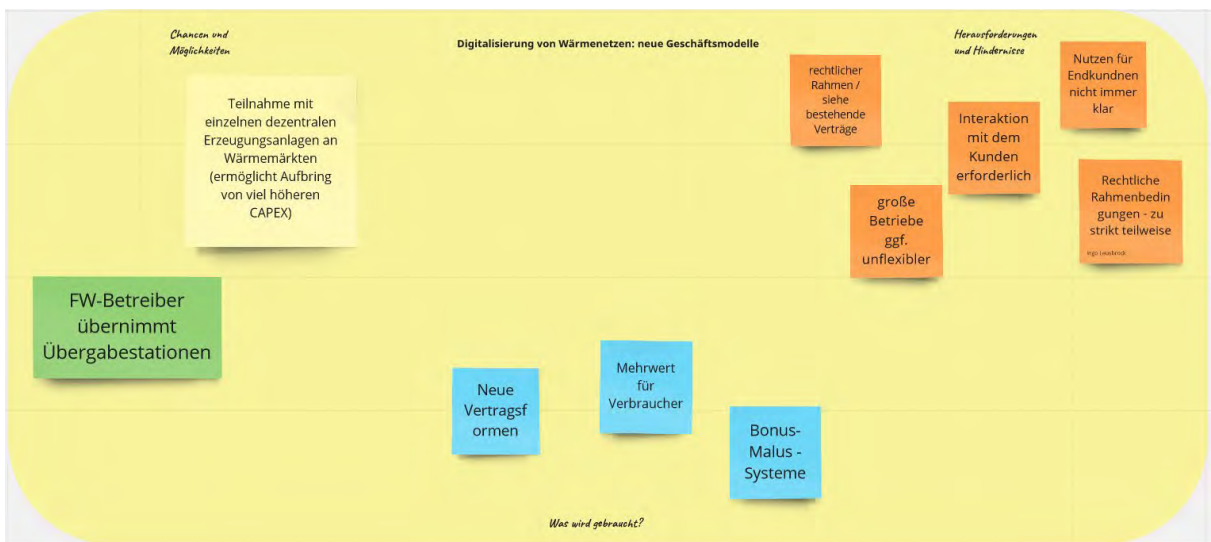 Chancen und
Möglichkeiten
Digitalisierung von Wärmenetzen: neue Geschäftsmodelle
Herausforderungen
und Hindernisse
Teilnahme mit
einzelnen dezentralen
Erzeugungsanlagen an
Wärmemärkten
(ermöglicht Aufbring
von viel höheren
CAPEX)
rechtlicher
Rahmen /
siehe
bestehende
Verträge
Nutzen für
Endkundnen
nicht immer
klar
Interaktion
mit dem
Kunden
erforderlich
Rechtliche
Rahmenbedin
gungen - zu
strikt teilweise
große
Betriebe
ggf.
unflexibler
FW-Betreiber
übernimmt
Übergabestationen
Neue
Vertragsf
ormen
Mehrwert
für
Verbraucher
Bonus-
Malus -
Systeme
Was wird gebraucht?